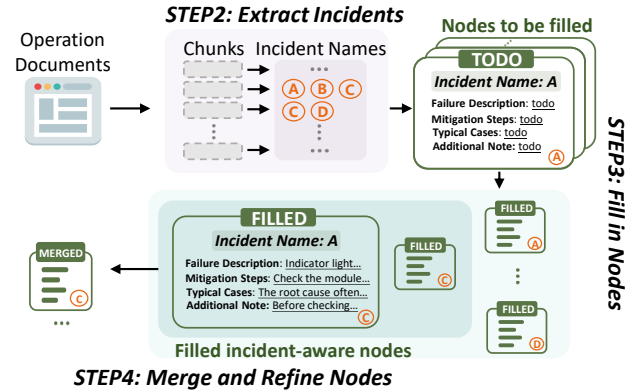 STEP2: Extract Incidents
Operation
Documents
Chunks
Incident Names
...
A B C
C D
...
Nodes to be filled
...
TODO
Incident Name: A
Failure Description: todo
Mitigation Steps: todo
Typical Cases: todo
Additional Note: todo
A
STEP3: Fill in Nodes
FILLED
A
FILLED
D
FILLED
Incident Name: A
Failure Description: Indicator light...
Mitigation Steps: Check the module...
Typical Cases: The root cause often...
Additional Note: Before checking...
C
FILLED
C
Filled incident-aware nodes
MERGED
C
...
STEP4: Merge and Refine Nodes